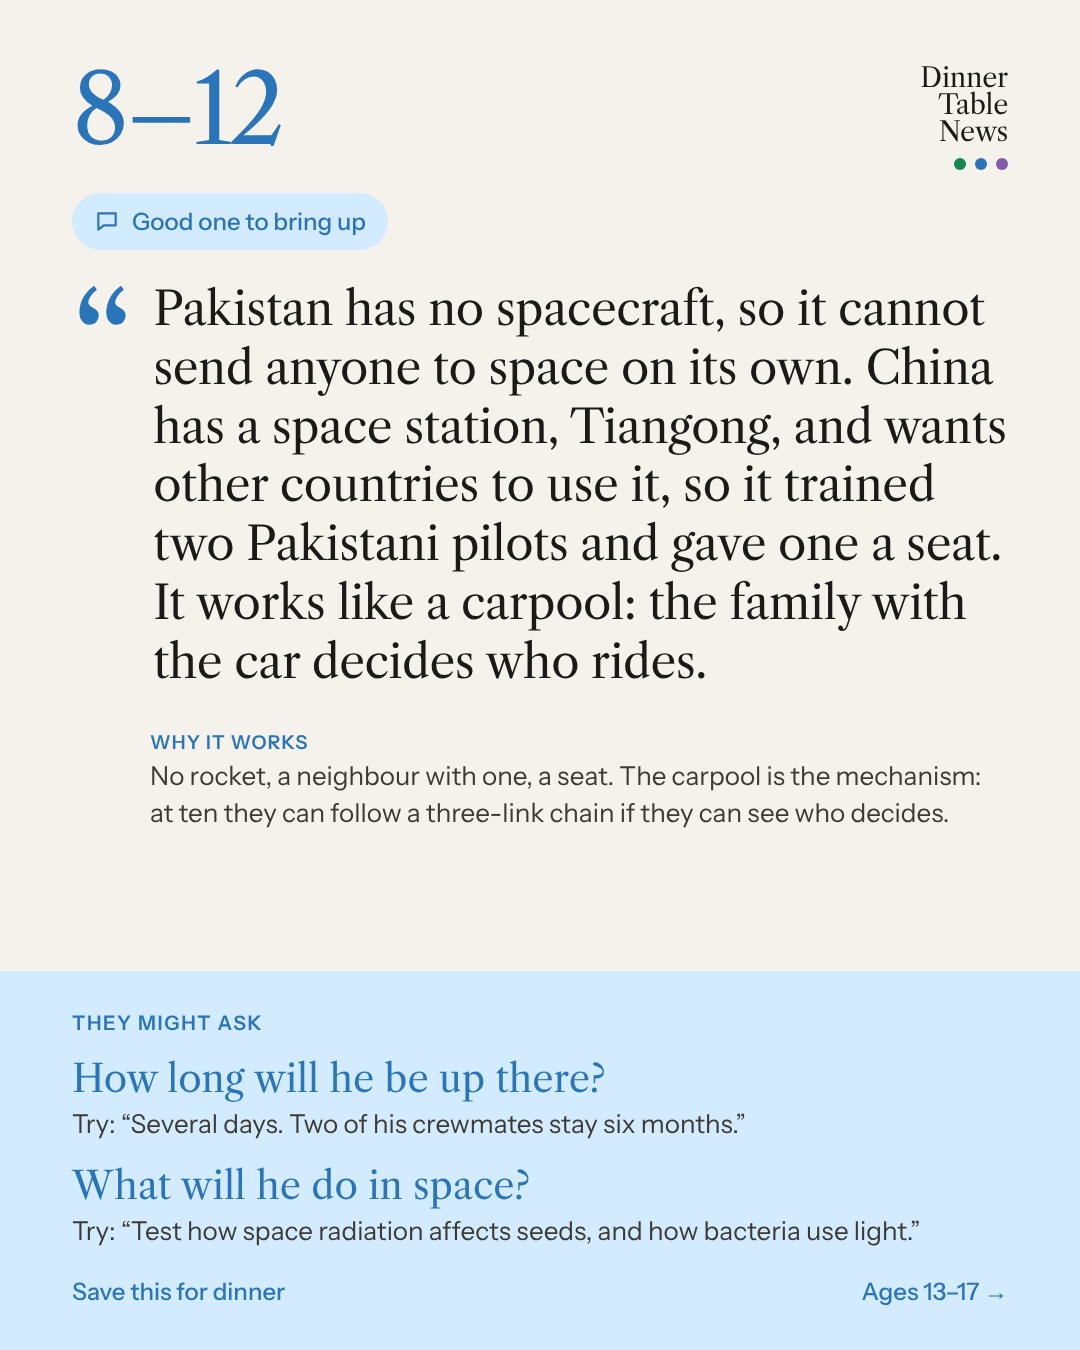 8–12
Dinner
Table
News
Good one to bring up
“Pakistan has no spacecraft, so it cannot
send anyone to space on its own. China
has a space station, Tiangong, and wants
other countries to use it, so it trained
two Pakistani pilots and gave one a seat.
It works like a carpool: the family with
the car decides who rides.
WHY IT WORKS
No rocket, a neighbour with one, a seat. The carpool is the mechanism:
at ten they can follow a three-link chain if they can see who decides.
THEY MIGHT ASK
How long will he be up there?
Try: “Several days. Two of his crewmates stay six months.”
What will he do in space?
Try: “Test how space radiation affects seeds, and how bacteria use light.”
Save this for dinner
Ages 13–17 →